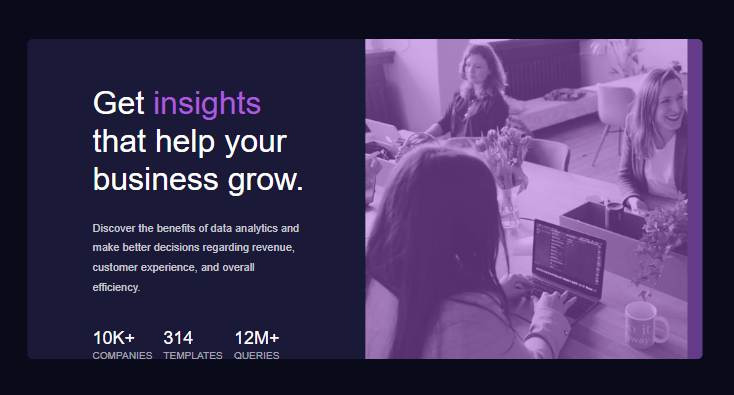 Get insights
that help your
business grow.
Discover the benefits of data analytics and
make better decisions regarding revenue,
customer experience, and overall
efficiency.
10K+ 314 12M+
COMPANIES TEMPLATES QUERIES